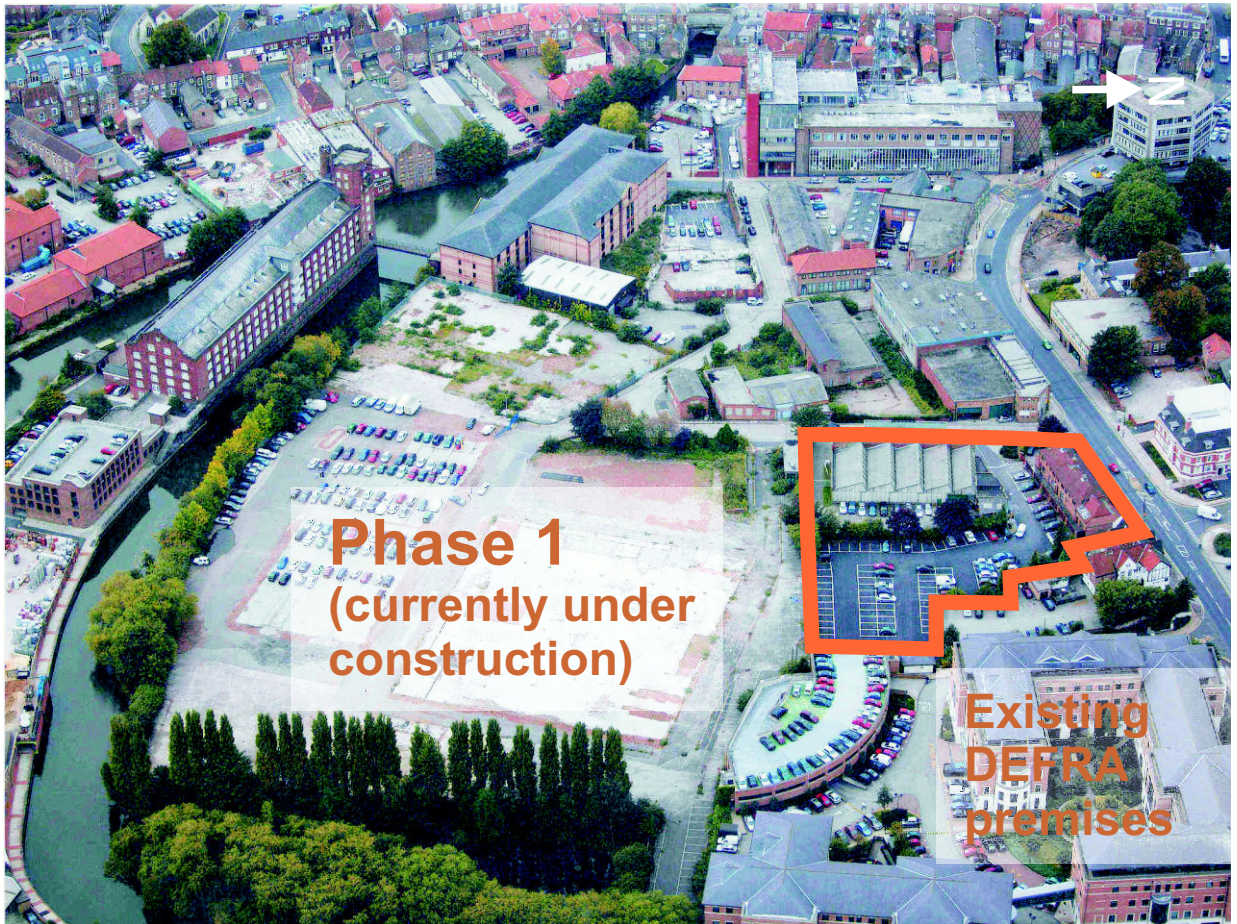 N
Phase 1
(currently under
construction)
Existing
DEFRA
premises